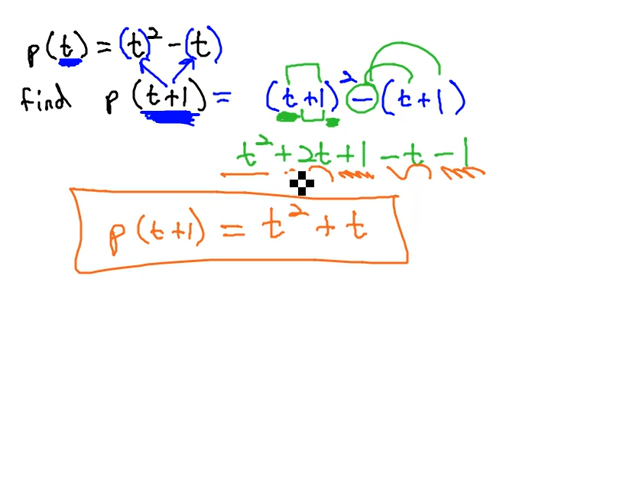 p(t) = (t)² - (t)
find p(t+1) = (t+1)² - (t+1)
t² + 2t + 1 - t - 1
p(t+1) = t² + t